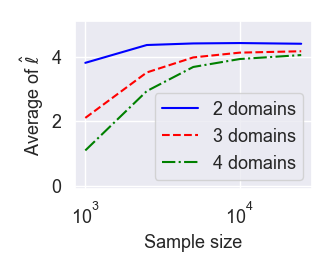 4
2
0
Average of ℓ̂
2 domains
3 domains
4 domains
10³ 10⁴
Sample size